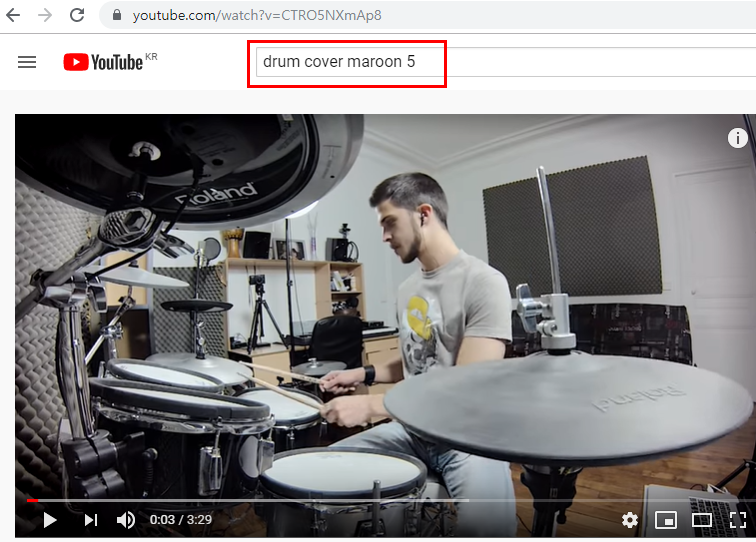 youtube.com/watch?v=CTRO5NXmAp8
YouTube KR
drum cover maroon 5
Roland
Roland
0:03 / 3:29